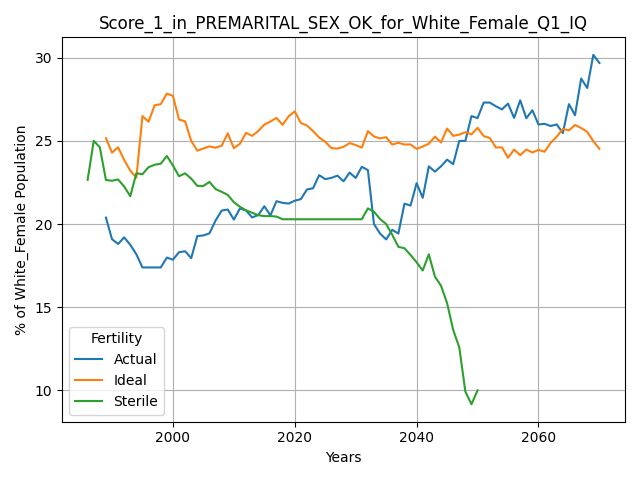 Score_1_in_PREMARITAL_SEX_OK_for_White_Female_Q1_IQ
% of White_Female Population
30
25
20
15
10
Fertility
Actual
Ideal
Sterile
2000 2020 2040 2060
Years